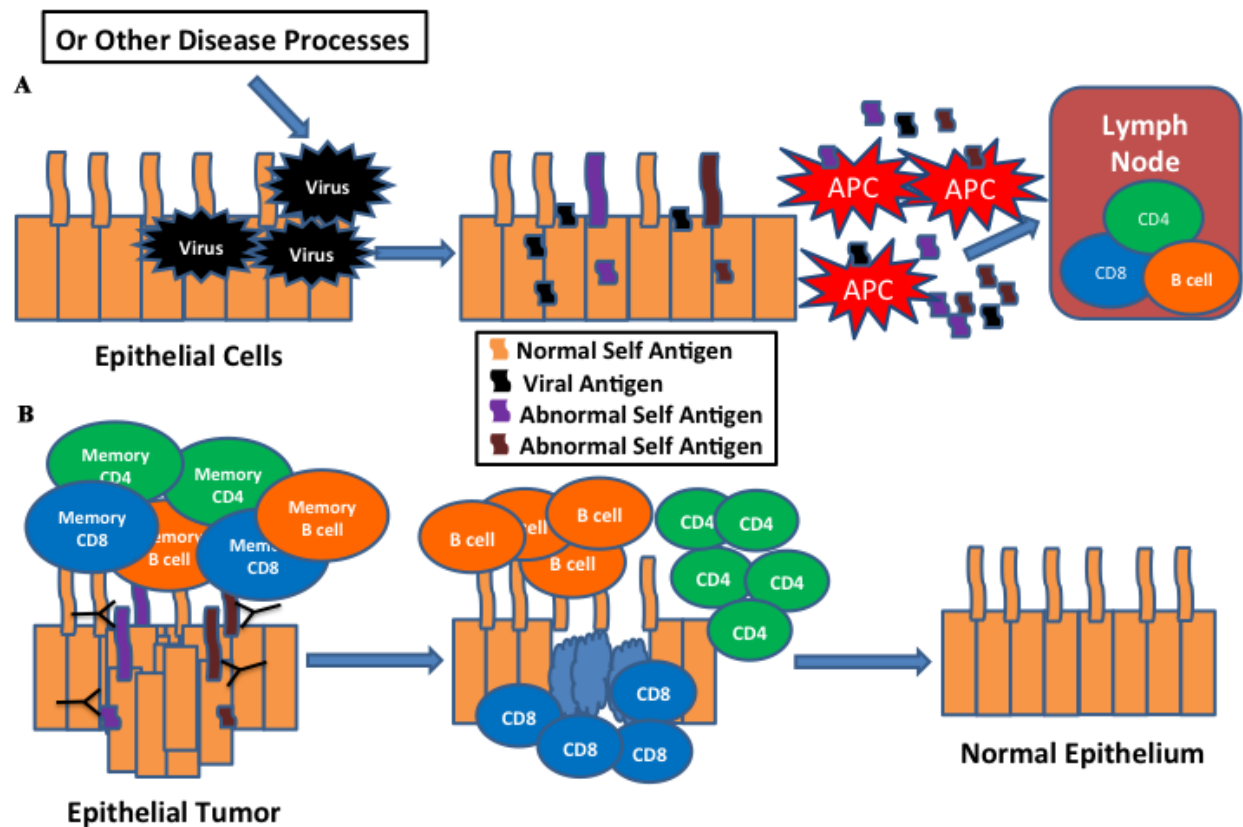 Or Other Disease Processes
A
Virus
Virus
Virus
Epithelial Cells
APC
APC
APC
Lymph
Node
CD4
CD8
B cell
Normal Self Antigen
Viral Antigen
Abnormal Self Antigen
Abnormal Self Antigen
B
Memory
CD4
Memory
CD4
Memory
CD8
Memory
B cell
Memory
B cell
Mem
CD8
Epithelial Tumor
B cell
cell
B cell
B cell
CD4
CD4
CD4
CD4
CD4
CD8
CD8
CD8
CD8
Normal Epithelium